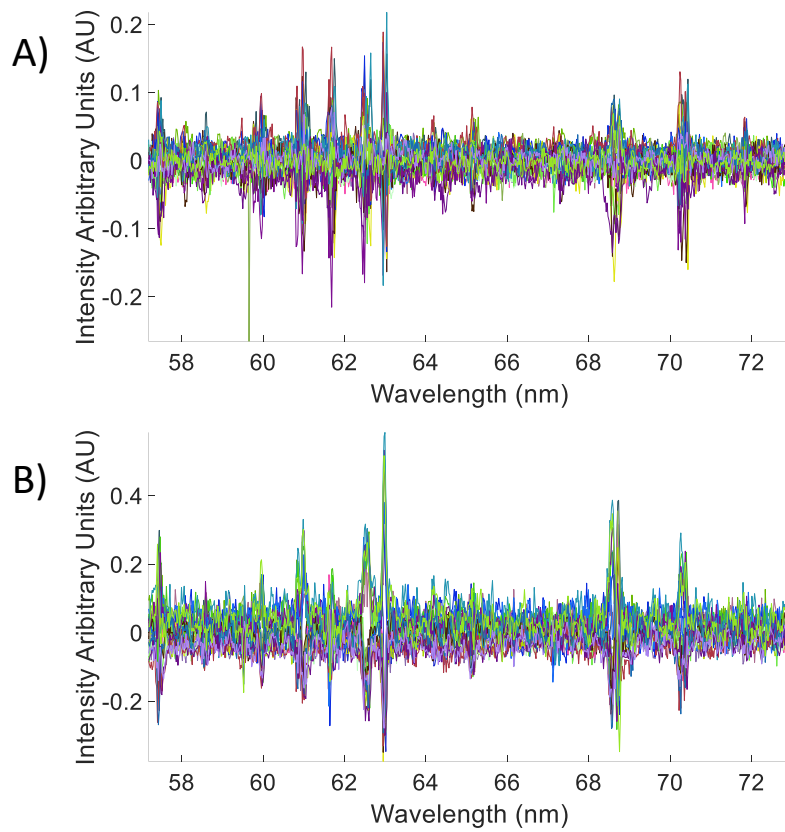 A)
Intensity Aribitrary Units (AU)
0.2
0.1
0
-0.1
-0.2
58 60 62 64 66 68 70 72
Wavelength (nm)
B)
Intensity Aribitrary Units (AU)
0.4
0.2
0
-0.2
58 60 62 64 66 68 70 72
Wavelength (nm)